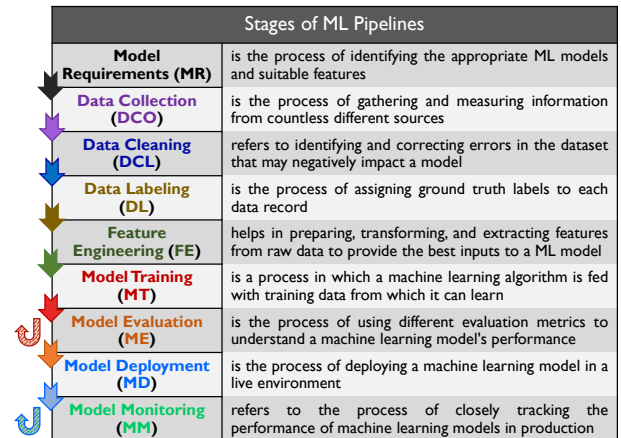 Stages of ML Pipelines
Model
Requirements (MR)
is the process of identifying the appropriate ML models
and suitable features
Data Collection
(DCO)
is the process of gathering and measuring information
from countless different sources
Data Cleaning
(DCL)
refers to identifying and correcting errors in the dataset
that may negatively impact a model
Data Labeling
(DL)
is the process of assigning ground truth labels to each
data record
Feature
Engineering (FE)
helps in preparing, transforming, and extracting features
from raw data to provide the best inputs to a ML model
Model Training
(MT)
is a process in which a machine learning algorithm is fed
with training data from which it can learn
Model Evaluation
(ME)
is the process of using different evaluation metrics to
understand a machine learning model's performance
Model Deployment
(MD)
is the process of deploying a machine learning model in a
live environment
Model Monitoring
(MM)
refers to the process of closely tracking the
performance of machine learning models in production